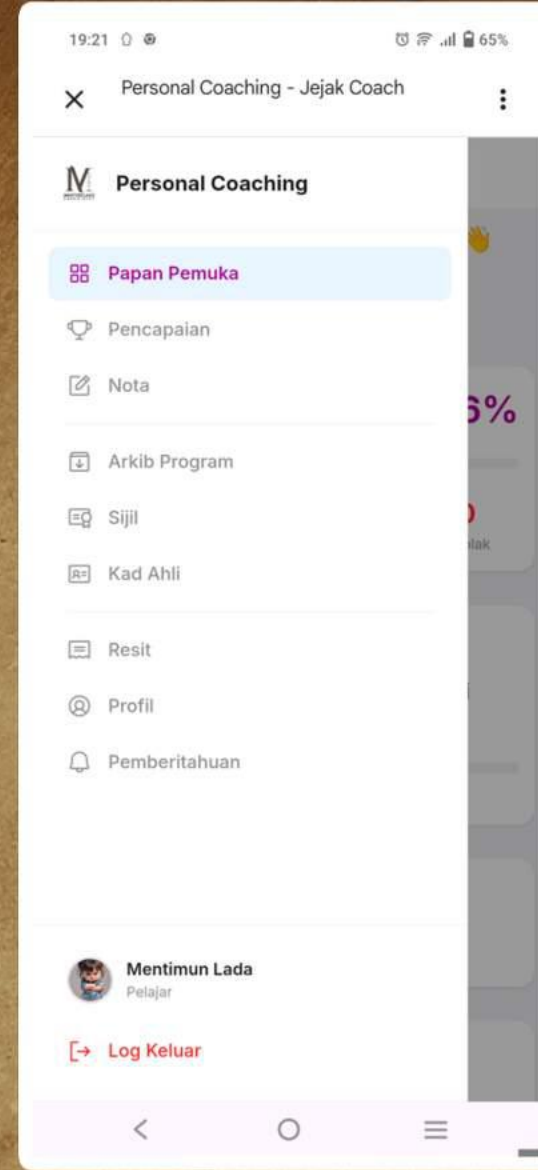 19:21
65%
Personal Coaching - Jejak Coach
Personal Coaching
Papan Pemuka
Pencapaian
Nota
6%
Arkib Program
Sijil
Kad Ahli
Resit
Profil
Pemberitahuan
Mentimun Lada
Pelajar
Log Keluar